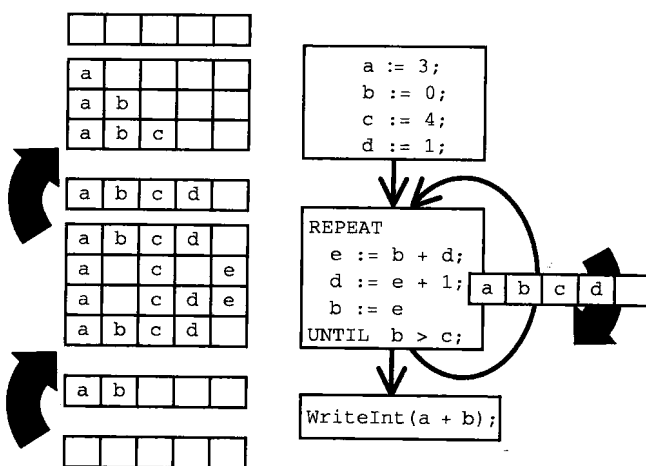 a
a b
a b c
a b c d
a b c d
a c e
a c d e
a b c d
a b
a := 3;
b := 0;
c := 4;
d := 1;
REPEAT
e := b + d;
d := e + 1;
b := e
UNTIL b > c;
a b c d
WriteInt(a + b);